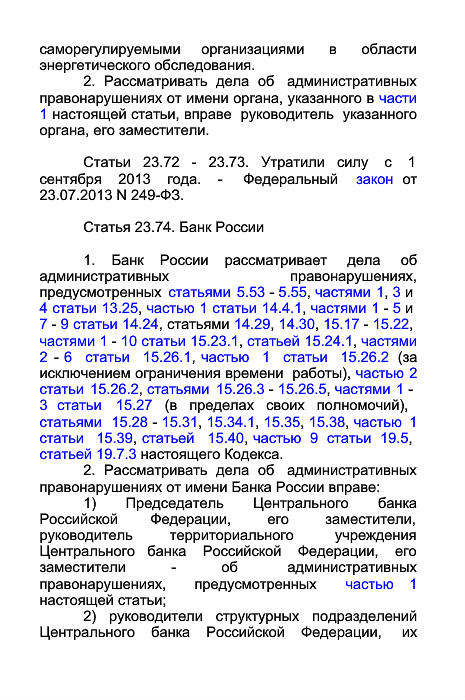 саморегулируемыми организациями в области
энергетического обследования.
2. Рассматривать дела об административных
правонарушениях от имени органа, указанного в части
1 настоящей статьи, вправе руководитель указанного
органа, его заместители.
Статьи 23.72 - 23.73. Утратили силу с 1
сентября 2013 года. - Федеральный закон от
23.07.2013 N 249-ФЗ.
Статья 23.74. Банк России
1. Банк России рассматривает дела об
административных правонарушениях,
предусмотренных статьями 5.53 - 5.55, частями 1, 3 и
4 статьи 13.25, частью 1 статьи 14.4.1, частями 1 - 5 и
7 - 9 статьи 14.24, статьями 14.29, 14.30, 15.17 - 15.22,
частями 1 - 10 статьи 15.23.1, статьей 15.24.1, частями
2 - 6 статьи 15.26.1, частью 1 статьи 15.26.2 (за
исключением ограничения времени работы), частью 2
статьи 15.26.2, статьями 15.26.3 - 15.26.5, частями 1 -
3 статьи 15.27 (в пределах своих полномочий),
статьями 15.28 - 15.31, 15.34.1, 15.35, 15.38, частью 1
статьи 15.39, статьей 15.40, частью 9 статьи 19.5,
статьей 19.7.3 настоящего Кодекса.
2. Рассматривать дела об административных
правонарушениях от имени Банка России вправе:
1) Председатель Центрального банка
Российской Федерации, его заместители,
руководитель территориального учреждения
Центрального банка Российской Федерации, его
заместители - об административных
правонарушениях, предусмотренных частью 1
настоящей статьи;
2) руководители структурных подразделений
Центрального банка Российской Федерации, их